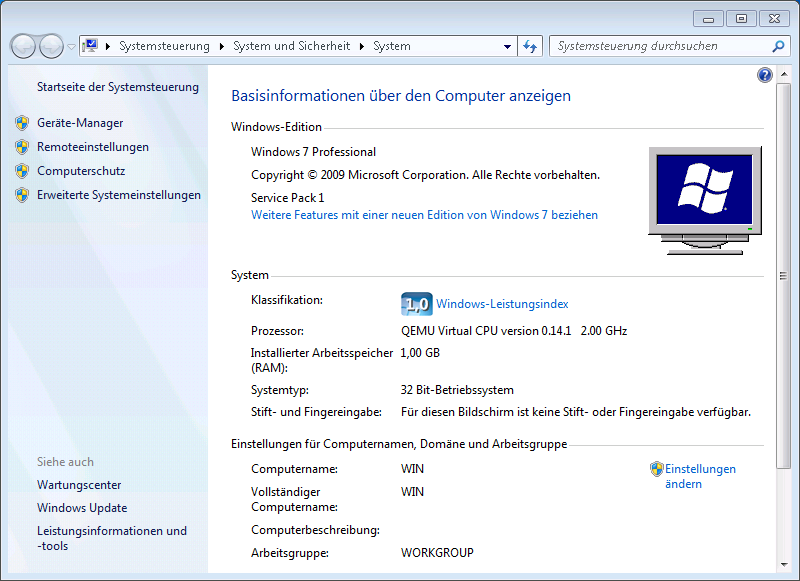 Systemsteuerung System und Sicherheit System
Systemsteuerung durchsuchen
Startseite der Systemsteuerung
Geräte-Manager
Remoteeinstellungen
Computerschutz
Erweiterte Systemeinstellungen
Siehe auch
Wartungscenter
Windows Update
Leistungsinformationen und
-tools
?
Basisinformationen über den Computer anzeigen
Windows-Edition
Windows 7 Professional
Copyright © 2009 Microsoft Corporation. Alle Rechte vorbehalten.
Service Pack 1
Weitere Features mit einer neuen Edition von Windows 7 beziehen
System
Klassifikation: 1,0 Windows-Leistungsindex
Prozessor: QEMU Virtual CPU version 0.14.1 2.00 GHz
Installierter Arbeitsspeicher 1,00 GB
(RAM):
Systemtyp: 32 Bit-Betriebssystem
Stift- und Fingereingabe: Für diesen Bildschirm ist keine Stift- oder Fingereingabe verfügbar.
Einstellungen für Computernamen, Domäne und Arbeitsgruppe
Computername: WIN Einstellungen
ändern
Vollständiger WIN
Computername:
Computerbeschreibung:
Arbeitsgruppe: WORKGROUP